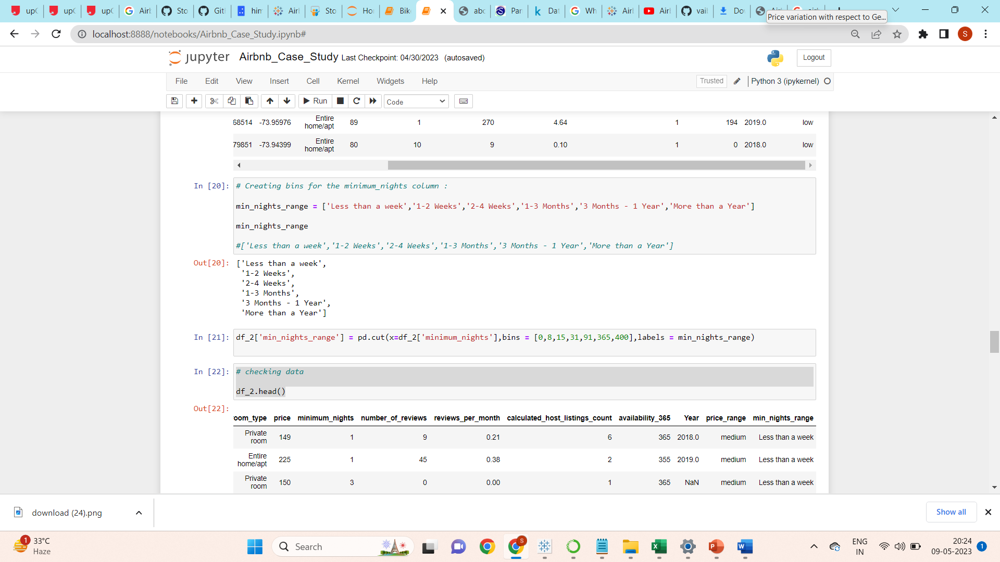 up
up
up
Airl
Sto
Git
him
Airl
Sto
Ho
Bik
abc
Par
Dat
Wh
Airl
Airl
vail
Do
Price variation with respect to Ge...
localhost:8888/notebooks/Airbnb_Case_Study.ipynb#
S
jupyter Airbnb_Case_Study Last Checkpoint: 04/30/2023 (autosaved)
Logout
File Edit View Insert Cell Kernel Widgets Help
Trusted Python 3 (ipykernel)
Run Code
68514 -73.95976 Entire home/apt 89 1 270 4.64 1 194 2019.0 low
79851 -73.94399 Entire home/apt 80 10 9 0.10 1 0 2018.0 low
In [20]: # Creating bins for the minimum_nights column :
min_nights_range = ['Less than a week','1-2 Weeks','2-4 Weeks','1-3 Months','3 Months - 1 Year','More than a Year']
min_nights_range
#['Less than a week','1-2 Weeks','2-4 Weeks','1-3 Months','3 Months - 1 Year','More than a Year']
Out[20]: ['Less than a week',
'1-2 Weeks',
'2-4 Weeks',
'1-3 Months',
'3 Months - 1 Year',
'More than a Year']
In [21]: df_2['min_nights_range'] = pd.cut(x=df_2['minimum_nights'],bins = [0,8,15,31,91,365,400],labels = min_nights_range)
In [22]: # checking data
df_2.head()
Out[22]:
room_type price minimum_nights number_of_reviews reviews_per_month calculated_host_listings_count availability_365 Year price_range min_nights_range
Private room 149 1 9 0.21 6 365 2018.0 medium Less than a week
Entire home/apt 225 1 45 0.38 2 355 2019.0 medium Less than a week
Private room 150 3 0 0.00 1 365 NaN medium Less than a week
download (24).png
Show all
1
33°C
Haze
Search
S
ENG
IN
20:24
09-05-2023
1